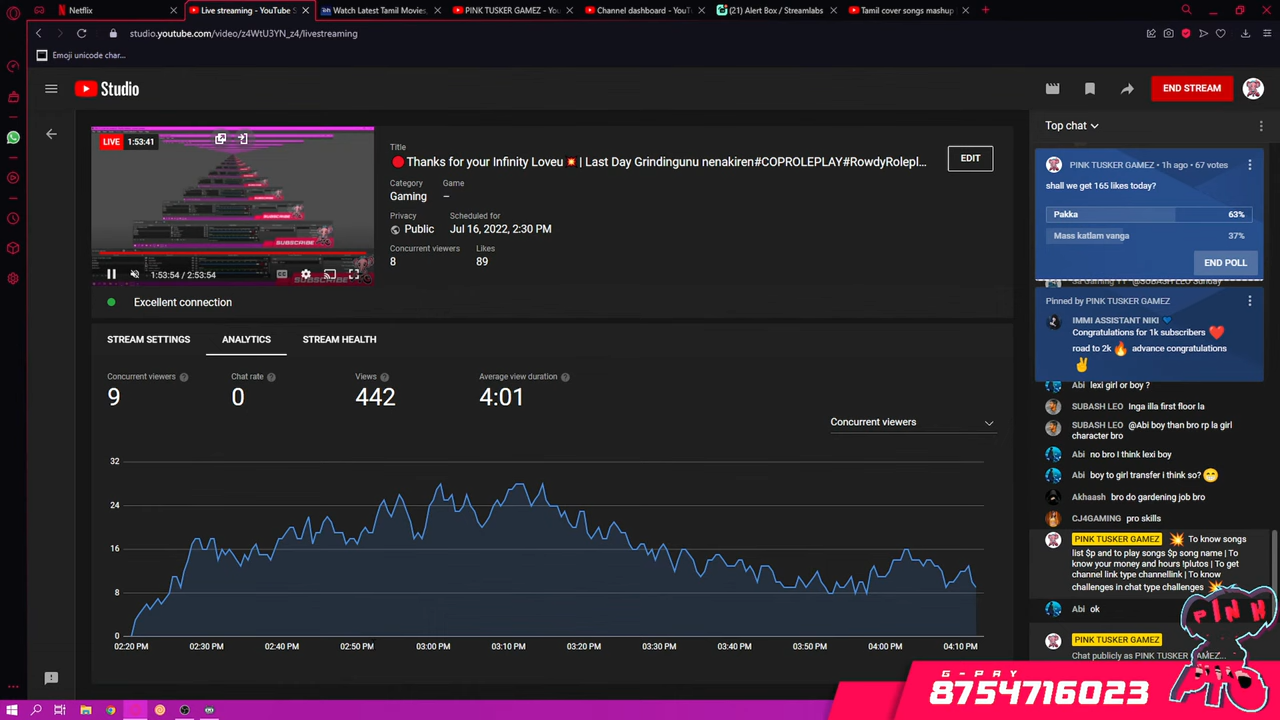 Netflix
Live streaming - YouTube S
Watch Latest Tamil Movies,
PINK TUSKER GAMEZ - Yo
Channel dashboard - YouTu
(21) Alert Box / Streamlabs
Tamil cover songs mashup
studio.youtube.com/video/z4WtU3YN_z4/livestreaming
Emoji unicode char...
Studio
END STREAM
LIVE 1:53:41
SUBSCRIBE
1:53:54 / 2:53:54
Title
🔴Thanks for your Infinity Loveu 💥 | Last Day Grindingunu nenakiren#COPROLEPLAY#RowdyRolepl...
EDIT
Category
Game
Gaming
–
Privacy
Scheduled for
Public
Jul 16, 2022, 2:30 PM
Concurrent viewers
Likes
8
89
Excellent connection
STREAM SETTINGS
ANALYTICS
STREAM HEALTH
Concurrent viewers
Chat rate
Views
Average view duration
9
0
442
4:01
Concurrent viewers
32
24
16
8
0
02:20 PM
02:30 PM
02:40 PM
02:50 PM
03:00 PM
03:10 PM
03:20 PM
03:30 PM
03:40 PM
03:50 PM
04:00 PM
04:10 PM
Top chat
PINK TUSKER GAMEZ • 1h ago • 67 votes
shall we get 165 likes today?
Pakka 63%
Mass katlam vanga 37%
END POLL
@SUBASH LEO Sunday
Pinned by PINK TUSKER GAMEZ
IMMI ASSISTANT NIKI 💙
Congratulations for 1k subscribers ❤️
road to 2k 🔥 advance congratulations
✌️
Abi lexi girl or boy ?
SUBASH LEO Inga illa first floor la
SUBASH LEO @Abi boy than bro rp la girl
character bro
Abi no bro I think lexi boy
Abi boy to girl transfer i think so?😁
Akhaash bro do gardening job bro
CJ4GAMING pro skills
PINK TUSKER GAMEZ 💥 To know songs
list $p and to play songs $p song name | To
know your money and hours !plutos | To get
channel link type channellink | To know
challenges in chat type challenges 💥
Abi ok
PINK TUSKER GAMEZ
Chat publicly as PINK TUSKER GAMEZ...
PINK
G-PAY
8754716023